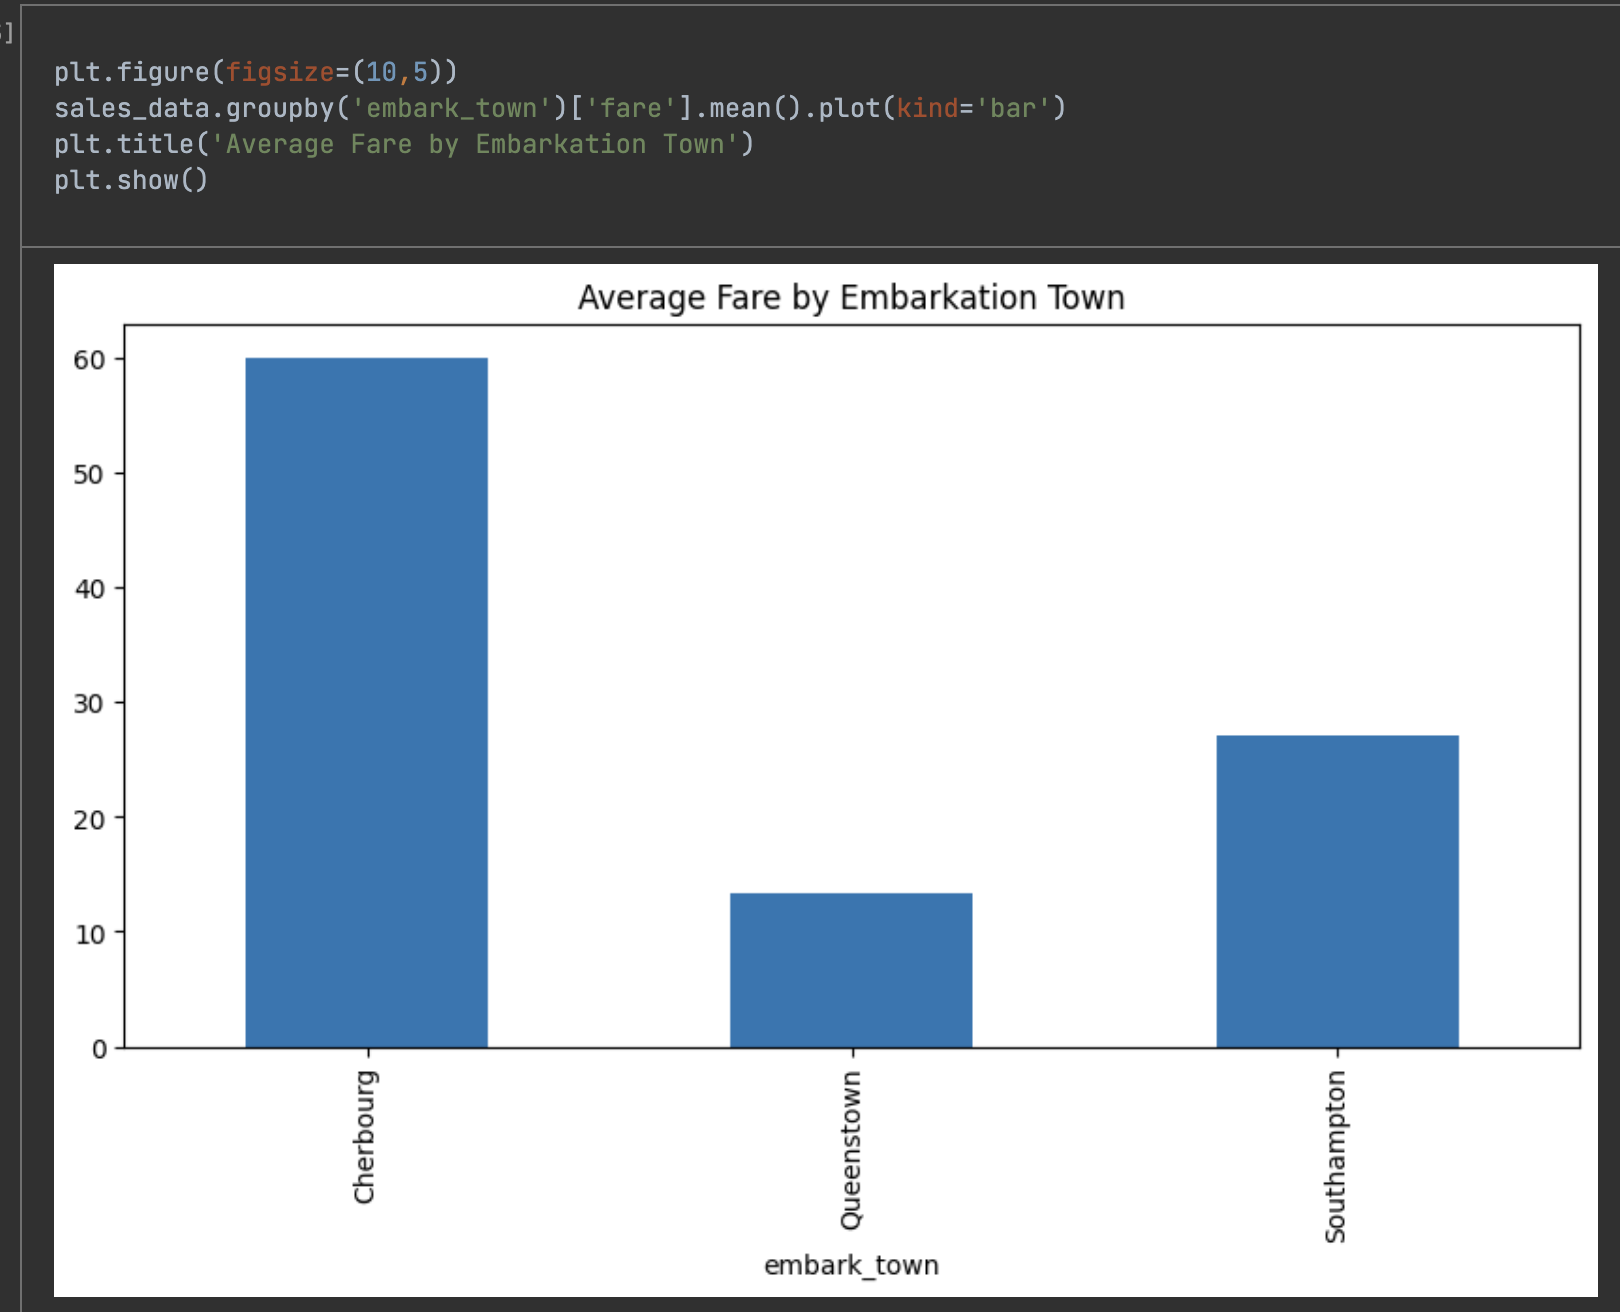 ]
plt.figure(figsize=(10,5))
sales_data.groupby('embark_town')['fare'].mean().plot(kind='bar')
plt.title('Average Fare by Embarkation Town')
plt.show()
Average Fare by Embarkation Town
60
50
40
30
20
10
0
Cherbourg
Queenstown
Southampton
embark_town